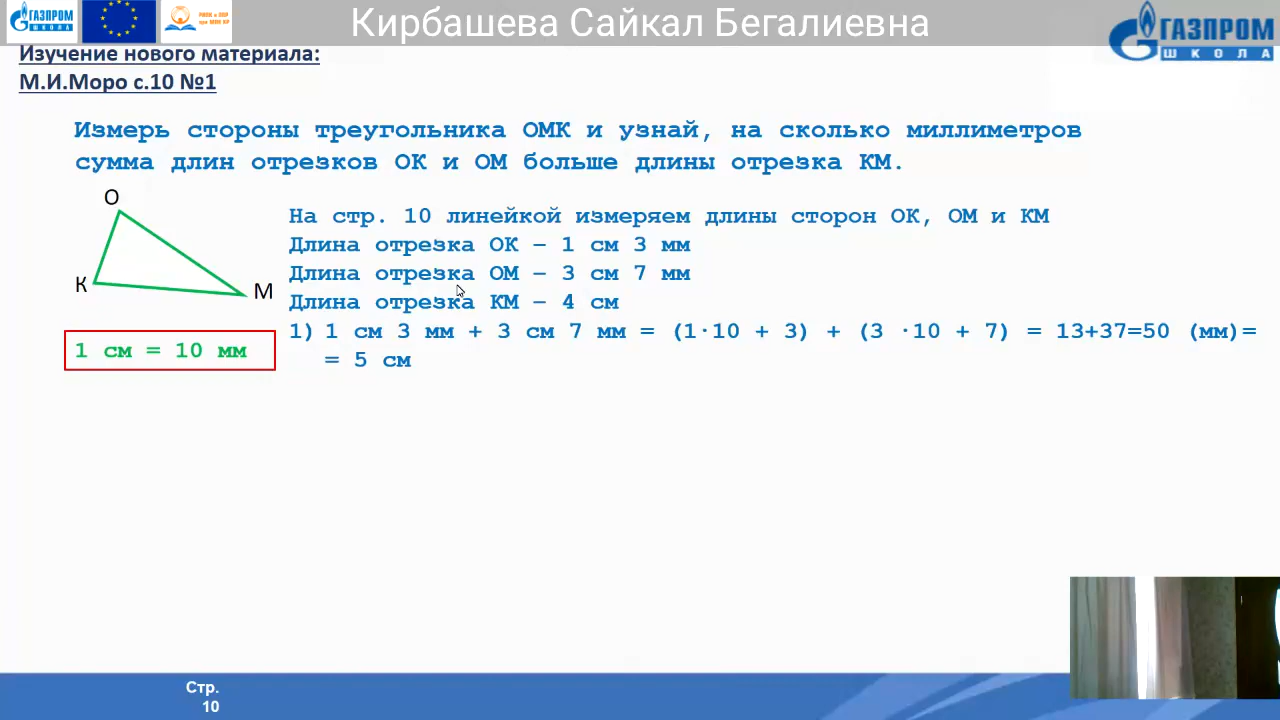 ГАЗПРОМ
ШКОЛА
Кирбашева Сайкал Бегалиевна
ГАЗПРОМ
ШКОЛА
Изучение нового материала:
М.И.Моро с.10 №1
Измерь стороны треугольника ОМК и узнай, на сколько миллиметров
сумма длин отрезков ОК и ОМ больше длины отрезка КМ.
О
К
М
На стр. 10 линейкой измеряем длины сторон ОК, ОМ и КМ
Длина отрезка ОК – 1 см 3 мм
Длина отрезка ОМ – 3 см 7 мм
Длина отрезка КМ – 4 см
1) 1 см 3 мм + 3 см 7 мм = (1·10 + 3) + (3 ·10 + 7) = 13+37=50 (мм)=
= 5 см
1 см = 10 мм
Стр.
10